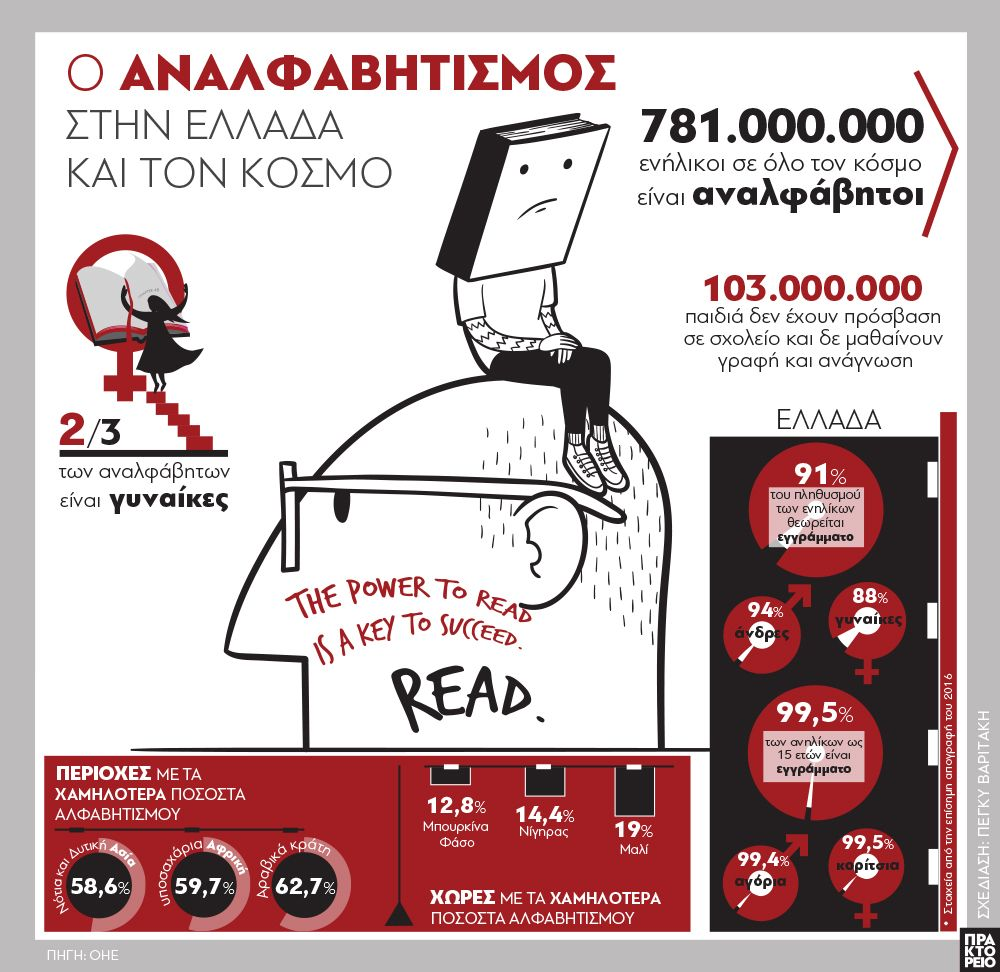 Ο ΑΝΑΛΦΑΒΗΤΙΣΜΟΣ
ΣΤΗΝ ΕΛΛΑΔΑ
ΚΑΙ ΤΟΝ ΚΟΣΜΟ
781.000.000
ενήλικοι σε όλο τον κόσμο
είναι αναλφάβητοι
103.000.000
παιδιά δεν έχουν πρόσβαση
σε σχολείο και δε μαθαίνουν
γραφή και ανάγνωση
2/3
των αναλφάβητων
είναι γυναίκες
THE POWER TO READ
IS A KEY TO SUCCEED.
READ.
ΕΛΛΑΔΑ
91%
του πληθυσμού
των ενηλίκων
θεωρείται
εγγράμματο
94%
άνδρες
88%
γυναίκες
99,5%
των ανηλίκων ως
15 ετών είναι
εγγράμματο
99,4%
αγόρια
99,5%
κορίτσια
• Στοιχεία από την επίσημη απογραφή του 2016
ΠΕΡΙΟΧΕΣ ΜΕ ΤΑ
ΧΑΜΗΛΟΤΕΡΑ ΠΟΣΟΣΤΑ
ΑΛΦΑΒΗΤΙΣΜΟΥ
Νότια και Δυτική Ασία
58,6%
υποσαχάρια Αφρική
59,7%
Αραβικά κράτη
62,7%
12,8%
Μπουρκίνα
Φάσο
14,4%
Νίγηρας
19%
Μαλί
ΧΩΡΕΣ ΜΕ ΤΑ ΧΑΜΗΛΟΤΕΡΑ
ΠΟΣΟΣΤΑ ΑΛΦΑΒΗΤΙΣΜΟΥ
ΣΧΕΔΙΑΣΗ: ΠΕΓΚΥ ΒΑΡΙΤΑΚΗ
ΠΗΓΗ: ΟΗΕ
ΠΡΑ
ΚΤΟ
ΡΕΙΟ